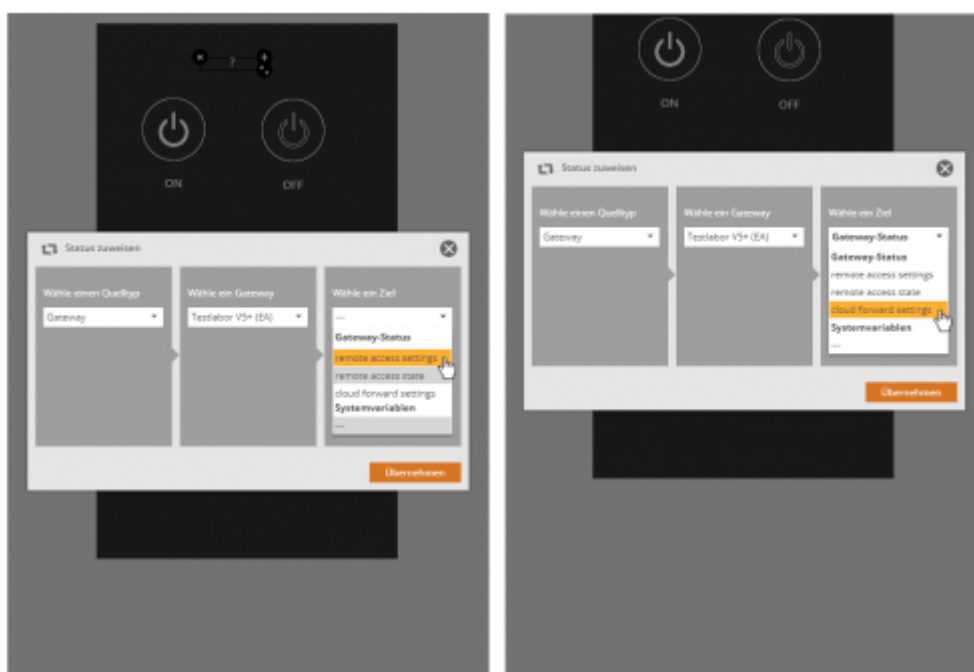 ?
ON OFF
Status zuweisen
Wähle einen Quelltyp
Gateway
Wähle ein Gateway
Testlabor V5+ (EA)
Wähle ein Ziel
---
Gateway-Status
remote access settings
remote access state
cloud forward settings
Systemvariablen
---
Übernehmen
ON OFF
Status zuweisen
Wähle einen Quelltyp
Gateway
Wähle ein Gateway
Testlabor V5+ (EA)
Wähle ein Ziel
Gateway-Status
Gateway-Status
remote access settings
remote access state
cloud forward settings
Systemvariablen
---
Übernehmen